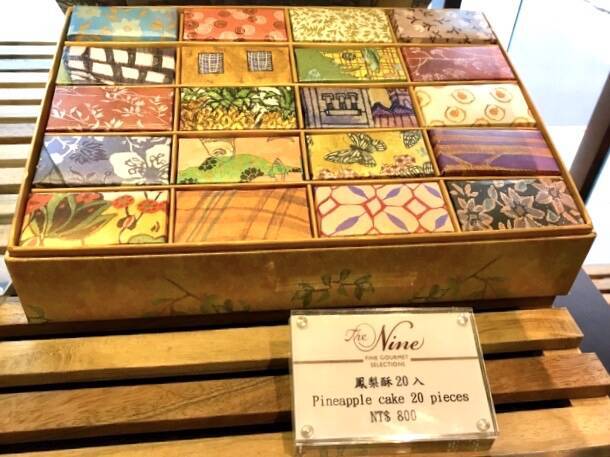 The Nine
FINE GOURMET
SELECTIONS
鳳梨酥20入
Pineapple cake 20 pieces
NT$ 800